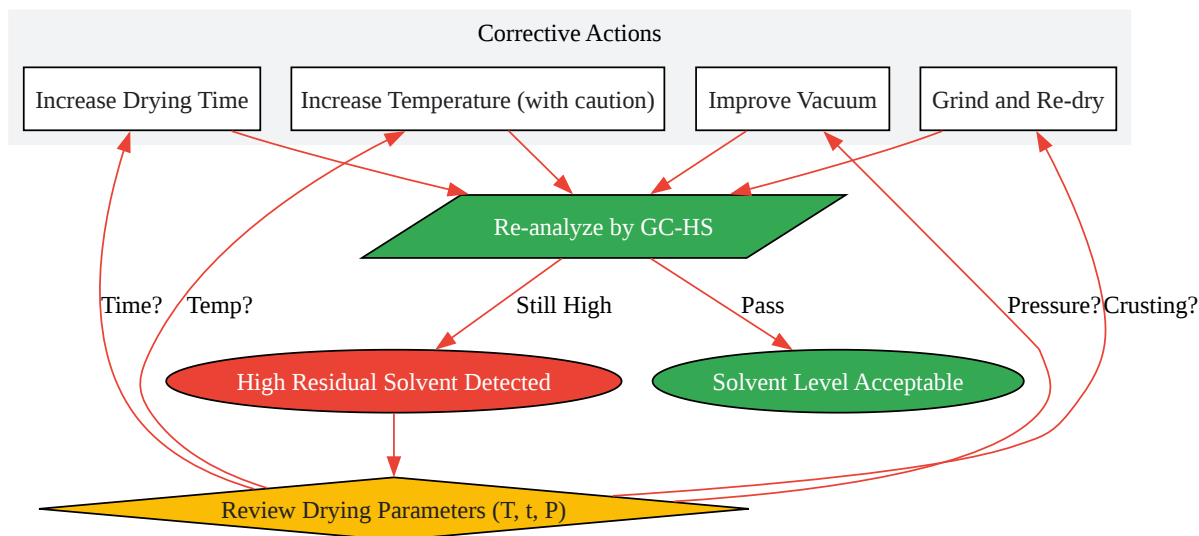 Corrective Actions
Increase Drying Time
Increase Temperature (with caution)
Improve Vacuum
Grind and Re-dry
Re-analyze by GC-HS
Time?
Temp?
Still High
Pass
Pressure?
Crusting?
High Residual Solvent Detected
Solvent Level Acceptable
Review Drying Parameters (T, t, P)